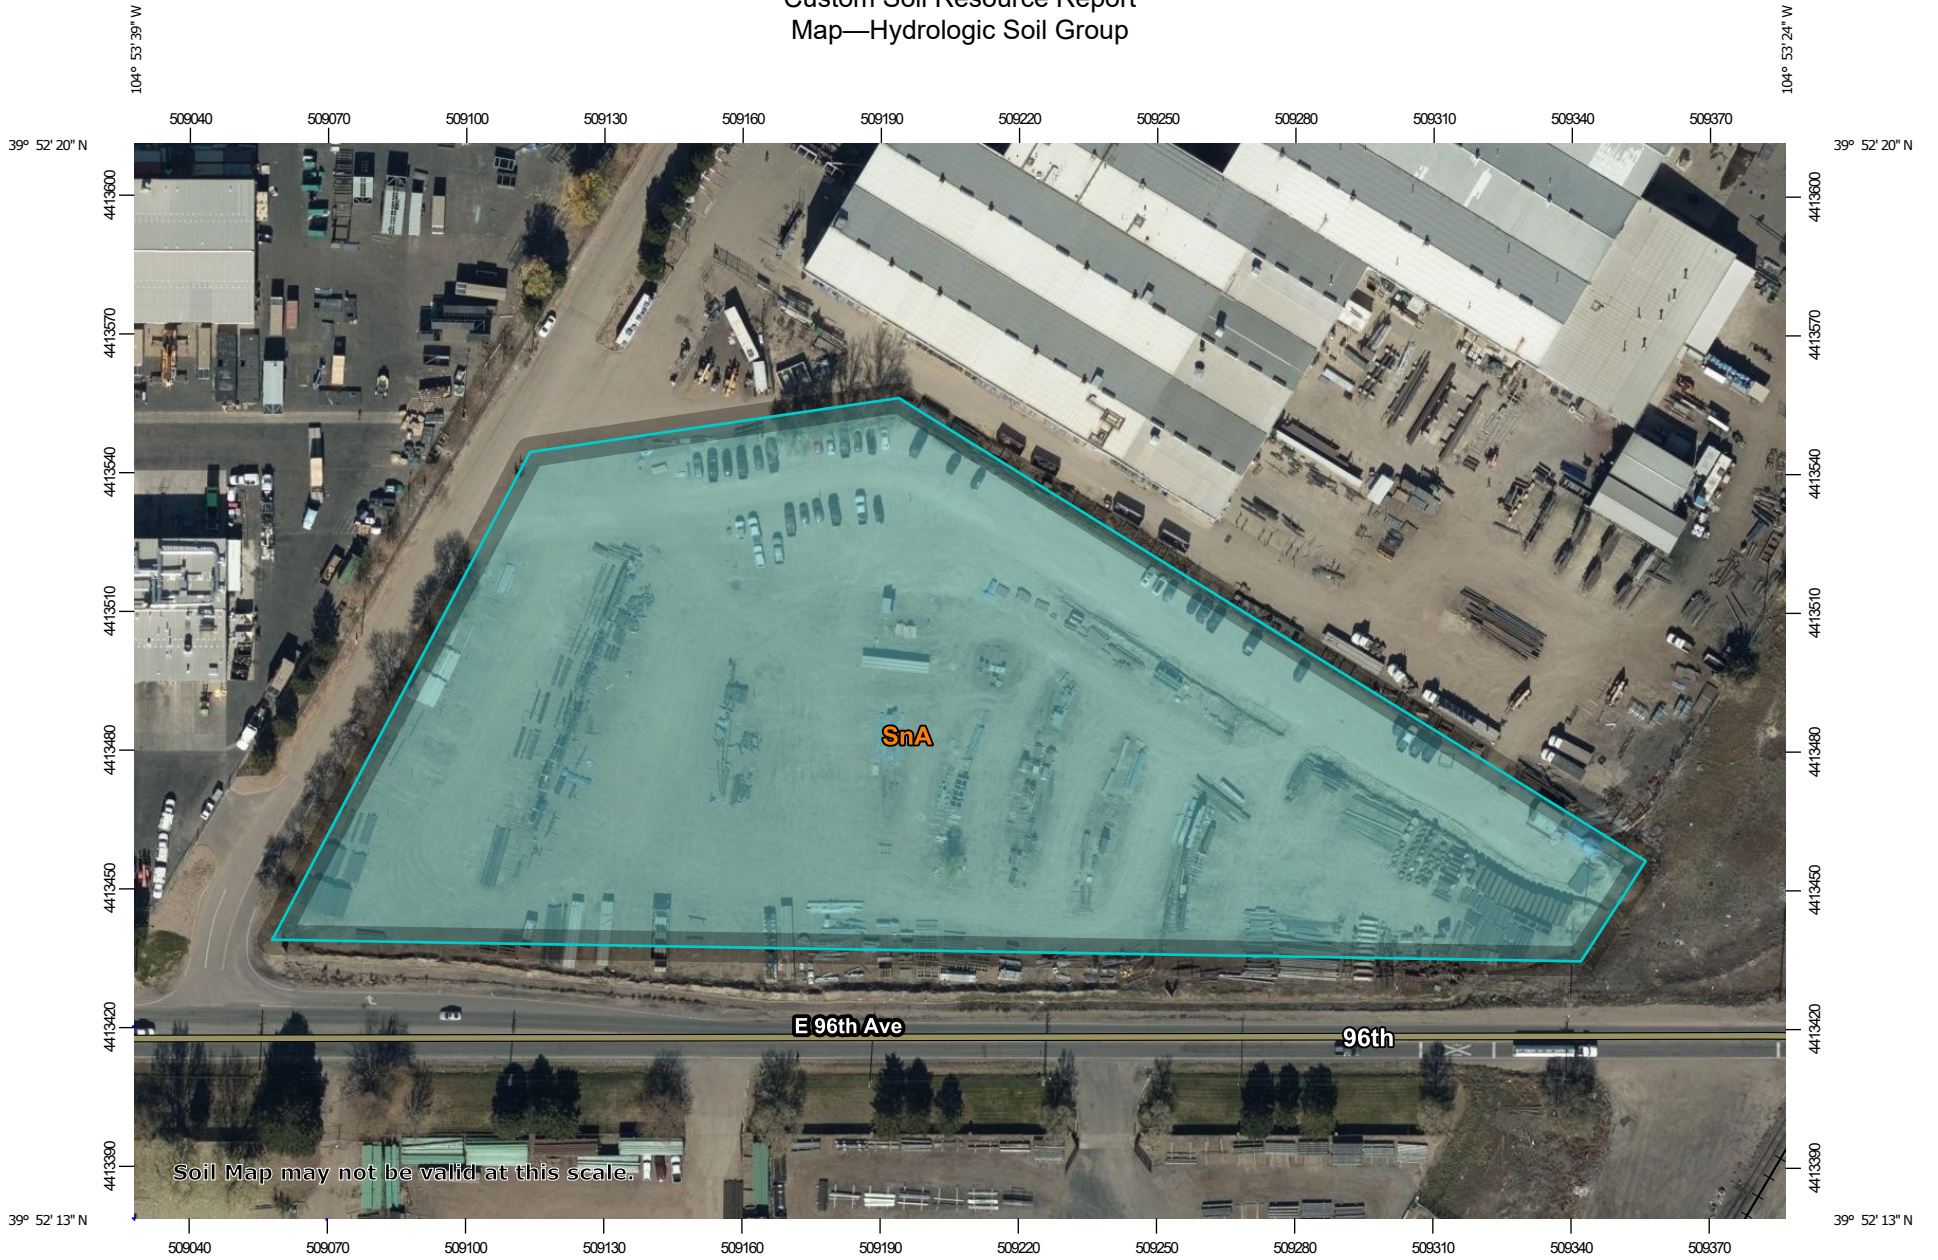 Custom Soil Resource Report
Map—Hydrologic Soil Group
104° 53' 39" W
104° 53' 24" W
509040 509070 509100 509130 509160 509190 509220 509250 509280 509310 509340 509370
39° 52' 20" N
39° 52' 20" N
4413600
4413600
4413570
4413570
4413540
4413540
4413510
4413510
SnA
4413480
4413480
4413450
4413450
4413420
4413420
E 96th Ave
96th
4413390
4413390
Soil Map may not be valid at this scale.
39° 52' 13" N
39° 52' 13" N
509040 509070 509100 509130 509160 509190 509220 509250 509280 509310 509340 509370